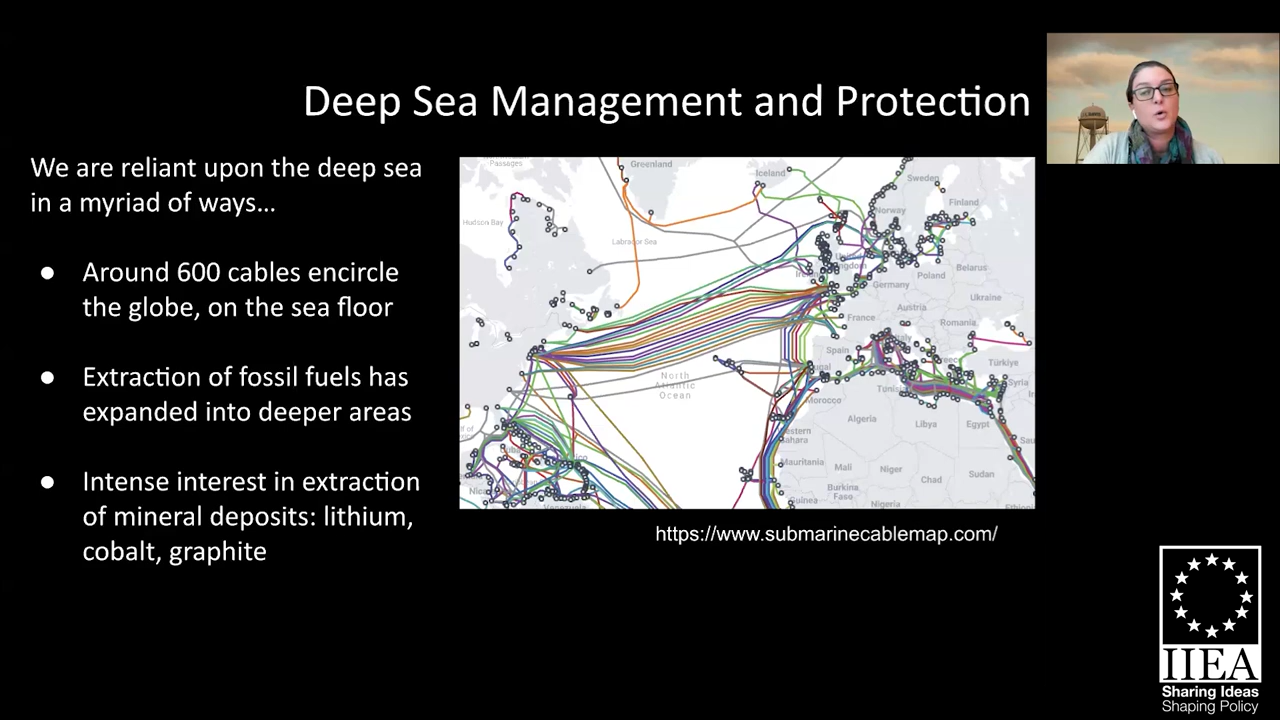 Deep Sea Management and Protection
We are reliant upon the deep sea
in a myriad of ways...
● Around 600 cables encircle
the globe, on the sea floor
● Extraction of fossil fuels has
expanded into deeper areas
● Intense interest in extraction
of mineral deposits: lithium,
cobalt, graphite
Passages
Greenland
Iceland
Sweden
Finland
Norway
Hudson Bay
Labrador Sea
United
Kingdom
Poland
Belarus
Germany
Ukraine
Austria
France
Romania
Spain
Türkiye
Syria
Tunis
North
Atlantic
Ocean
Morocco
Algeria
Libya
Egypt
Mauritania
Mali
Niger
Chad
Sudan
Burkina
Faso
Nigeria
Venezuela
https://www.submarinecablemap.com/
IIEA
Sharing Ideas
Shaping Policy